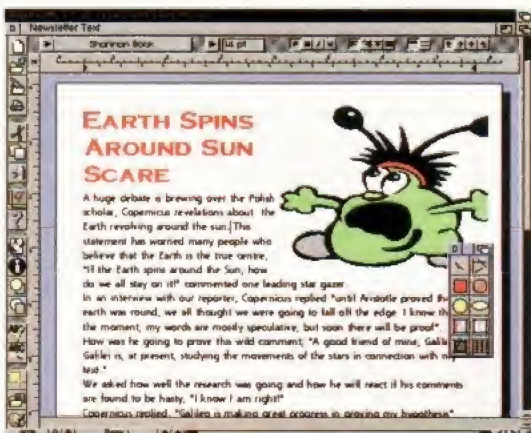 Newsletter Text
Shannon Book 14 pt
EARTH SPINS
AROUND SUN
SCARE
A huge debate is brewing over the Polish
scholar, Copernicus revelations about the
Earth revolving around the sun. This
statement has worried many people who
believe that the Earth is the true centre,
"If the Earth spins around the Sun, how
do we all stay on it!" commented one leading star gazer.
In an interview with our reporter, Copernicus replied "until Aristotle proved the
earth was round, we all thought we were going to fall off the edge. I know
the moment, my words are mostly speculative, but soon there will be proof".
How was he going to prove this wild comment, "A good friend of mine,
Galilei is, at present, studying the movements of the stars in connection with my
We asked how well the research was going and how he will react if his comments
are found to be hasty, "I know I am right!"
Copernicus replied. "Galileo is making great progress in proving my hypothesis"